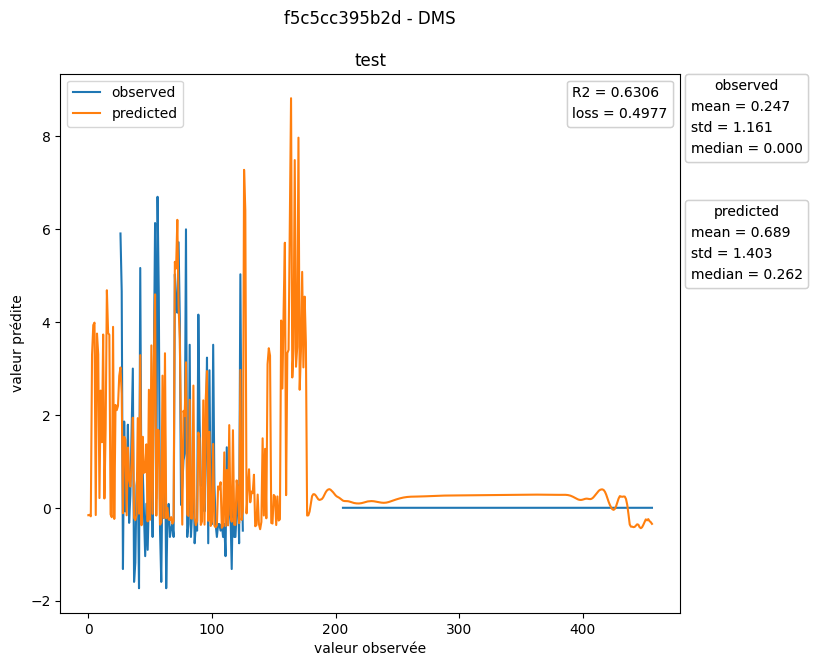 f5c5cc395b2d - DMS
test
observed
predicted
R2 = 0.6306
loss = 0.4977
observed
mean = 0.247
std = 1.161
median = 0.000
predicted
mean = 0.689
std = 1.403
median = 0.262
valeur prédite
8
6
4
2
0
−2
0
100
200
300
400
valeur observée